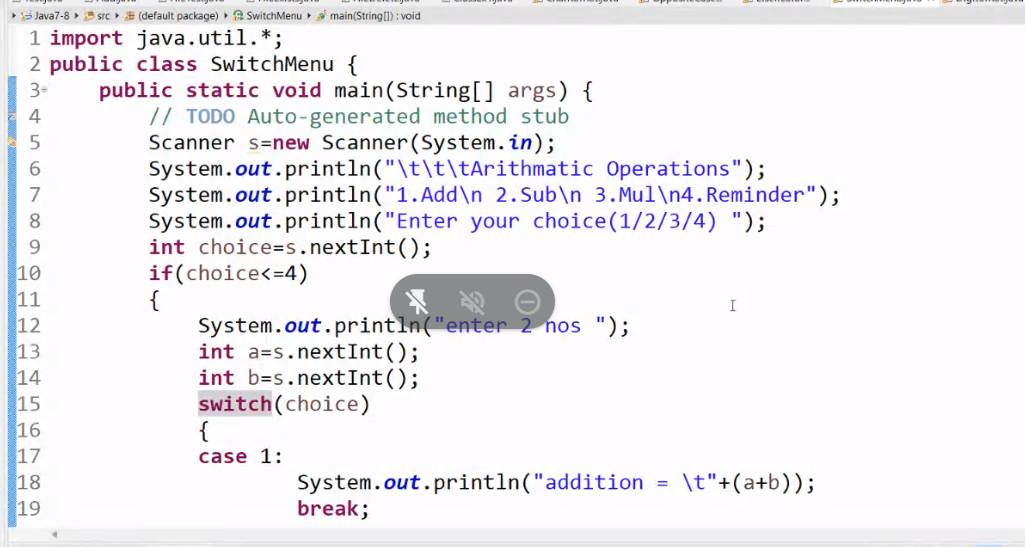 Java7-8 src (default package) SwitchMenu main(String[]) : void
1 import java.util.*;
2 public class SwitchMenu {
3 public static void main(String[] args) {
4 // TODO Auto-generated method stub
5 Scanner s=new Scanner(System.in);
6 System.out.println("\t\t\tArithmatic Operations");
7 System.out.println("1.Add\n 2.Sub\n 3.Mul\n4.Reminder");
8 System.out.println("Enter your choice(1/2/3/4) ");
9 int choice=s.nextInt();
10 if(choice<=4)
11 {
12 System.out.println("enter 2 nos ");
13 int a=s.nextInt();
14 int b=s.nextInt();
15 switch(choice)
16 {
17 case 1:
18 System.out.println("addition = \t"+(a+b));
19 break;